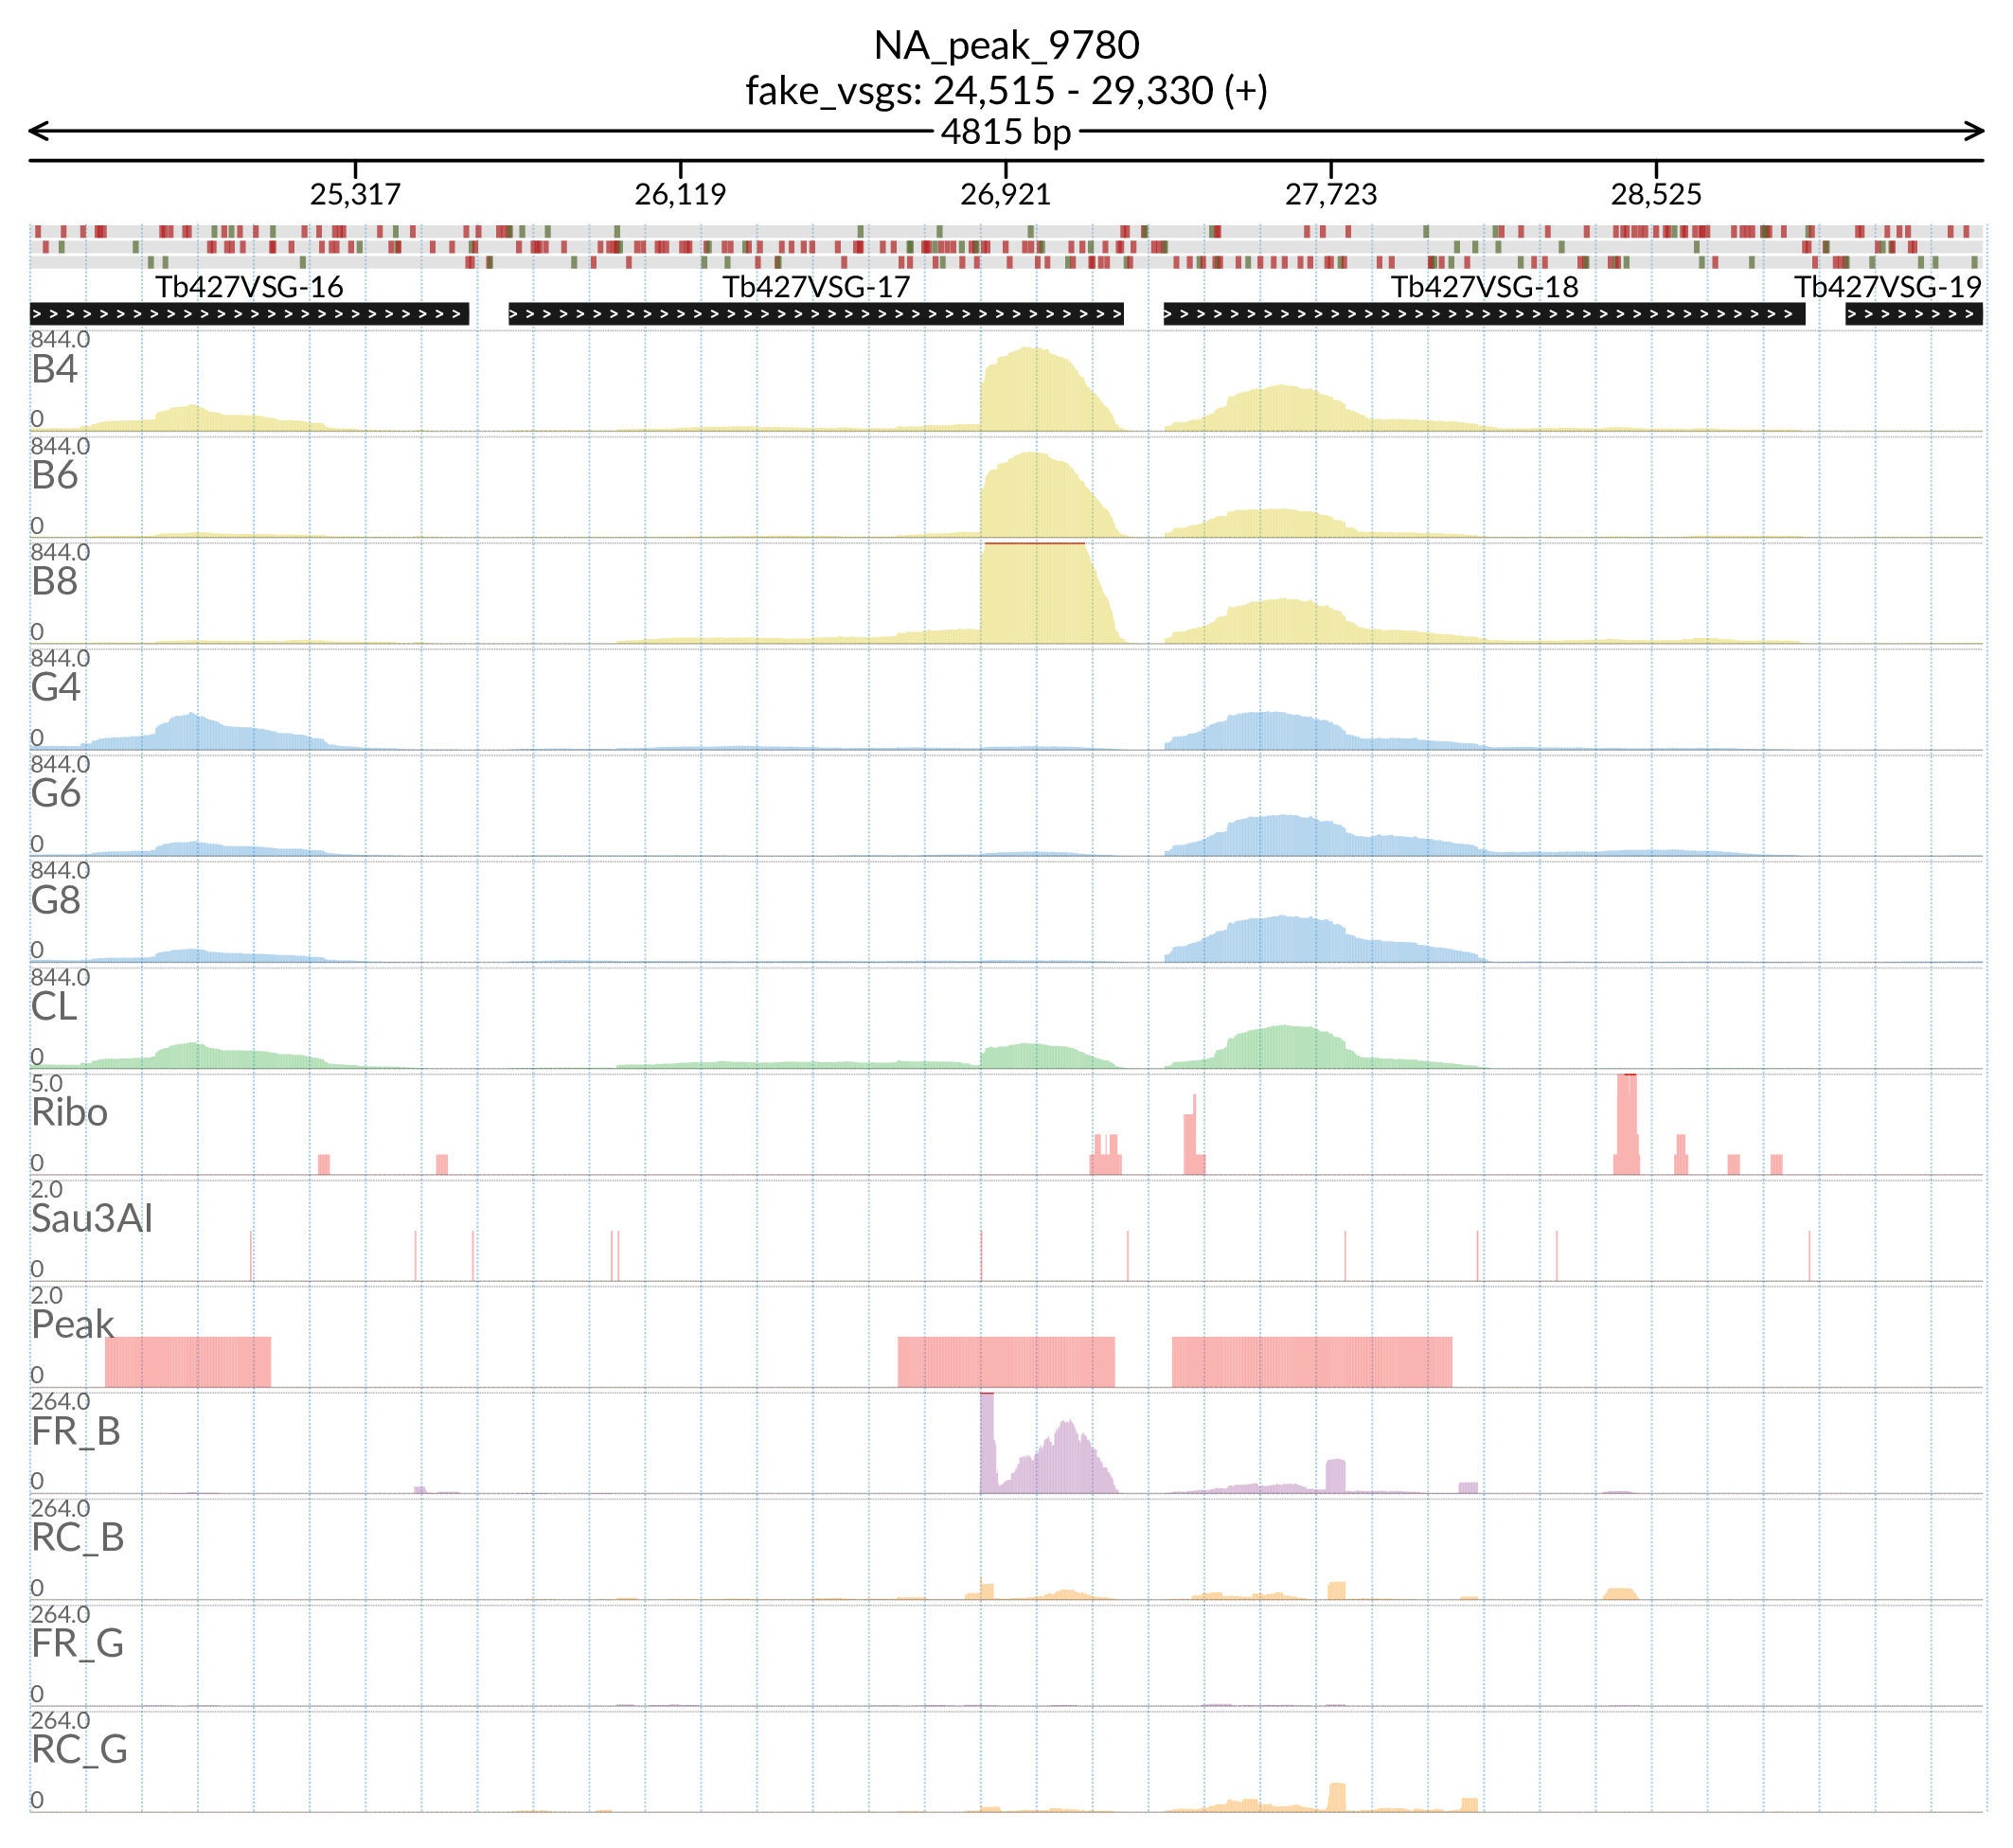 NA_peak_9780
fake_vsgs: 24,515 - 29,330 (+)
4815 bp
25,317 26,119 26,921 27,723 28,525
Tb427VSG-16 Tb427VSG-17 Tb427VSG-18 Tb427VSG-19
844.0
B4
0
844.0
B6
0
844.0
B8
0
844.0
G4
0
844.0
G6
0
844.0
G8
0
844.0
CL
0
5.0
Ribo
0
2.0
Sau3AI
0
2.0
Peak
0
264.0
FR_B
0
264.0
RC_B
0
264.0
FR_G
0
264.0
RC_G
0